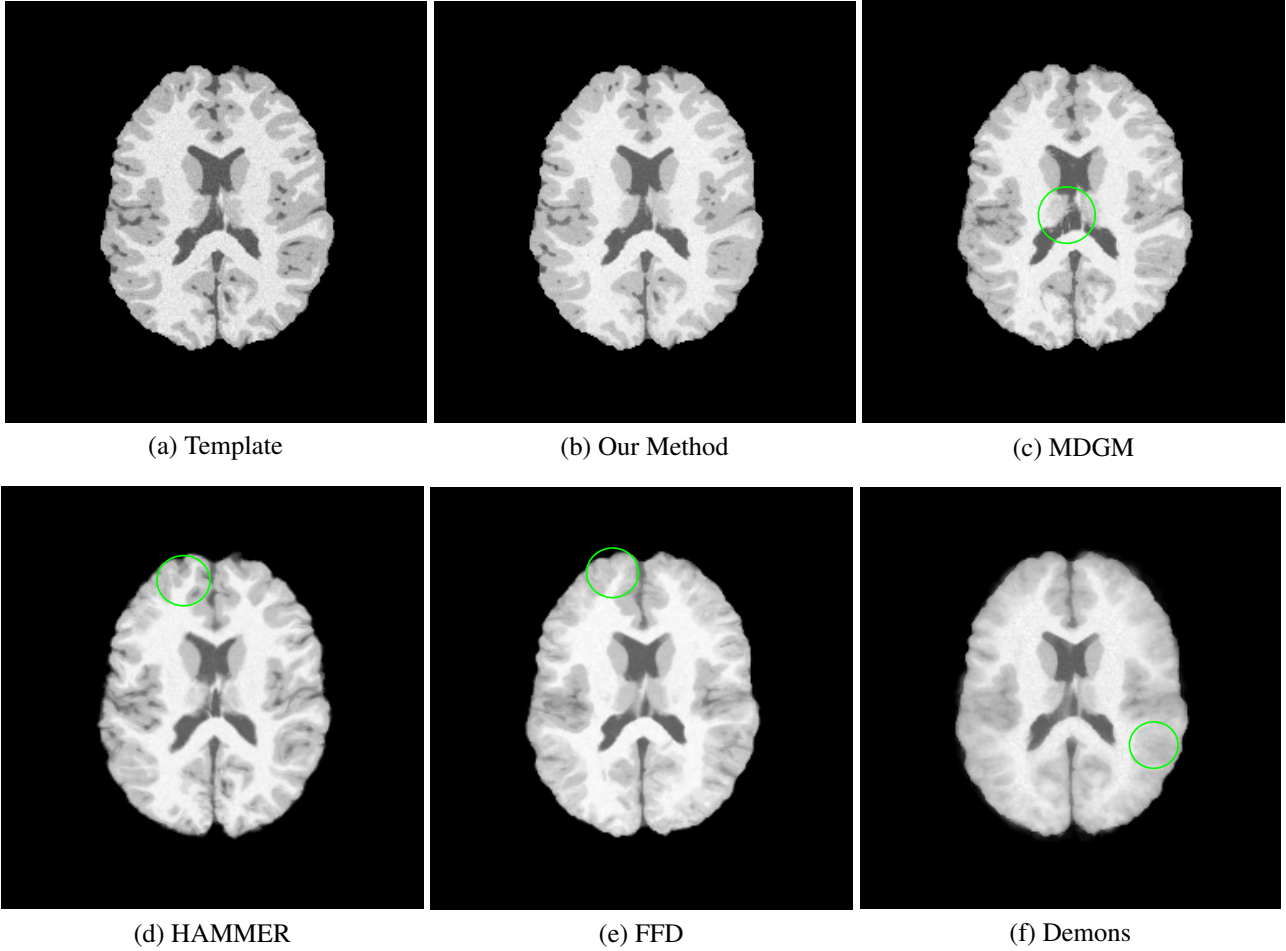 (a) Template
(b) Our Method
(c) MDGM
(d) HAMMER
(e) FFD
(f) Demons